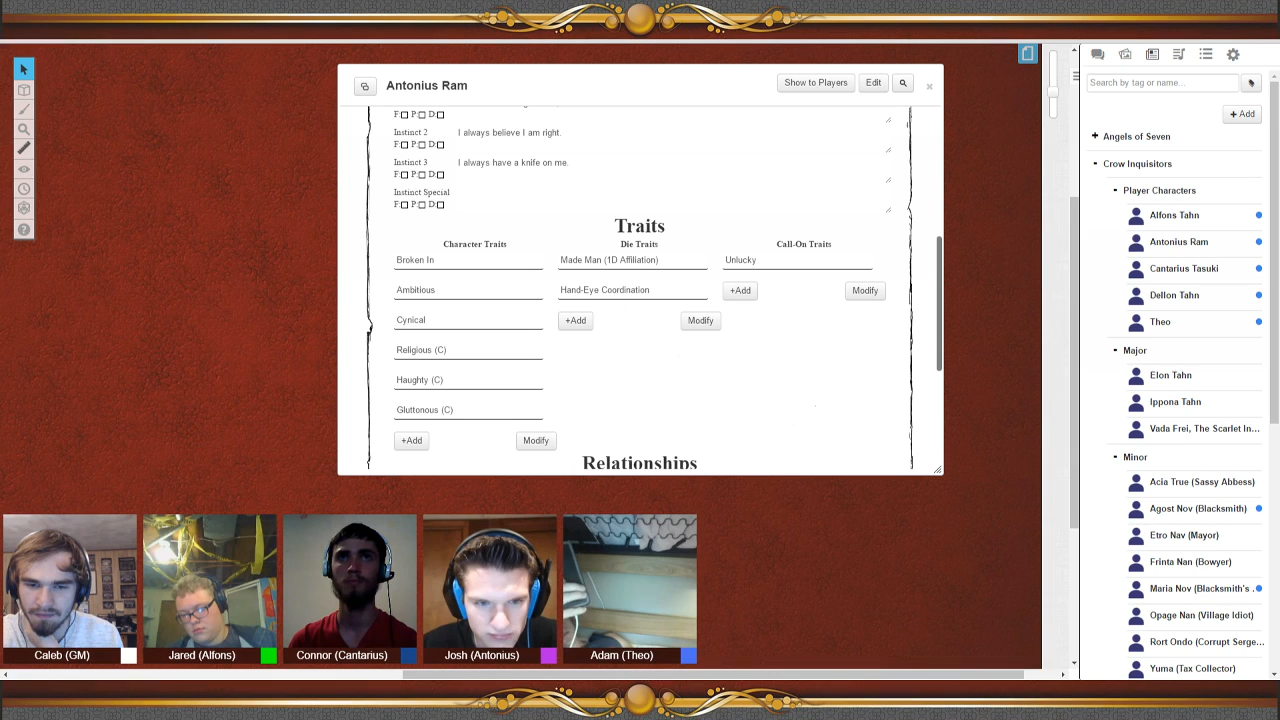 Antonius Ram
Show to Players
Edit
F: P: D:
Instinct 2 I always believe I am right.
F: P: D:
Instinct 3 I always have a knife on me.
F: P: D:
Instinct Special
F: P: D:
Traits
Character Traits Die Traits Call-On Traits
Broken In Made Man (1D Affiliation) Unlucky
Ambitious Hand-Eye Coordination +Add Modify
Cynical +Add Modify
Religious (C)
Haughty (C)
Gluttonous (C)
+Add Modify
Relationships
Search by tag or name...
+ Add
+ Angels of Seven
- Crow Inquisitors
- Player Characters
Alfons Tahn
Antonius Ram
Cantarius Tasuki
Dellon Tahn
Theo
- Major
Elon Tahn
Ippona Tahn
Vada Frei, The Scarlet In...
- Minor
Acia True (Sassy Abbess)
Agost Nov (Blacksmith)
Etro Nav (Mayor)
Frinta Nan (Bowyer)
Maria Nov (Blacksmith's ..
Opage Nan (Village Idiot)
Rort Ondo (Corrupt Serge...
Yuma (Tax Collector)
Caleb (GM)
Jared (Alfons)
Connor (Cantarius)
Josh (Antonius)
Adam (Theo)